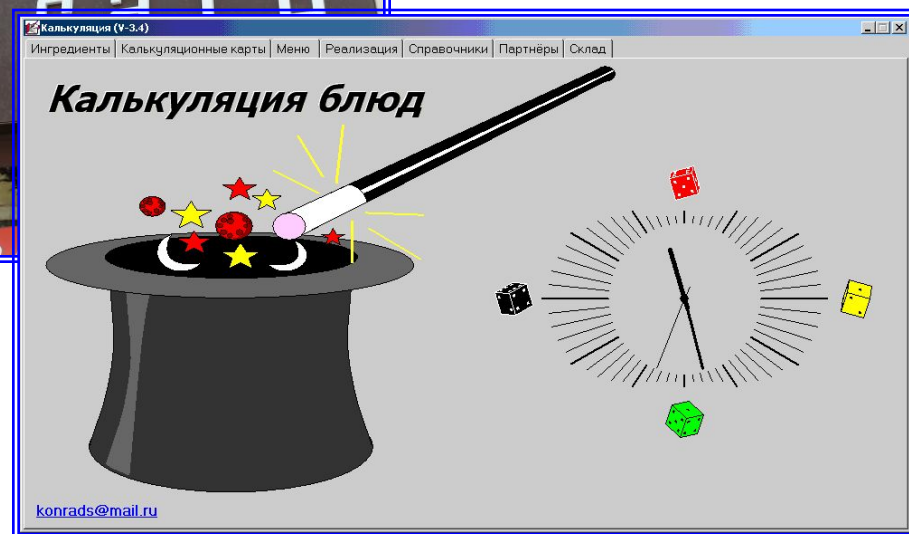 Калькуляция (V-3.4)
Ингредиенты Калькуляционные карты Меню Реализация Справочники Партнёры Склад
Калькуляция блюд
konrads@mail.ru